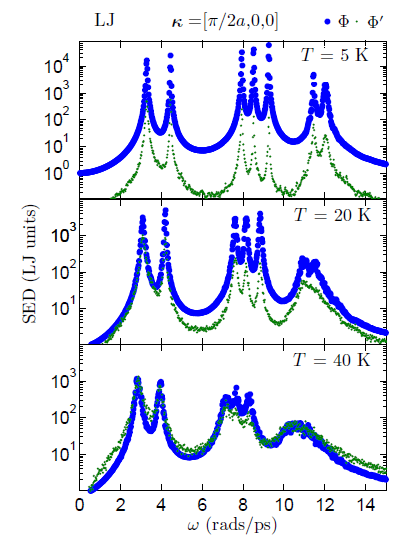 LJ κ=[π/2a,0,0] Φ · Φ′
T = 5 K
10⁴
10³
10²
10¹
10⁰
T = 20 K
10³
10²
10¹
SED (LJ units)
T = 40 K
10³
10²
10¹
0 2 4 6 8 10 12 14
ω (rads/ps)